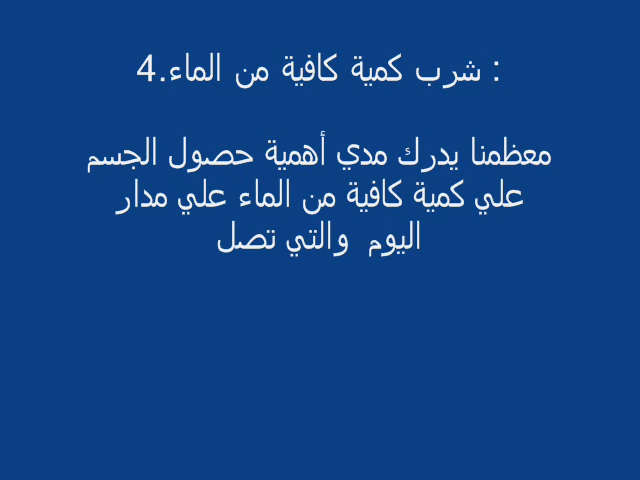 4. شرب كمية كافية من الماء :
معظمنا يدرك مدي أهمية حصول الجسم
علي كمية كافية من الماء علي مدار
اليوم والتي تصل